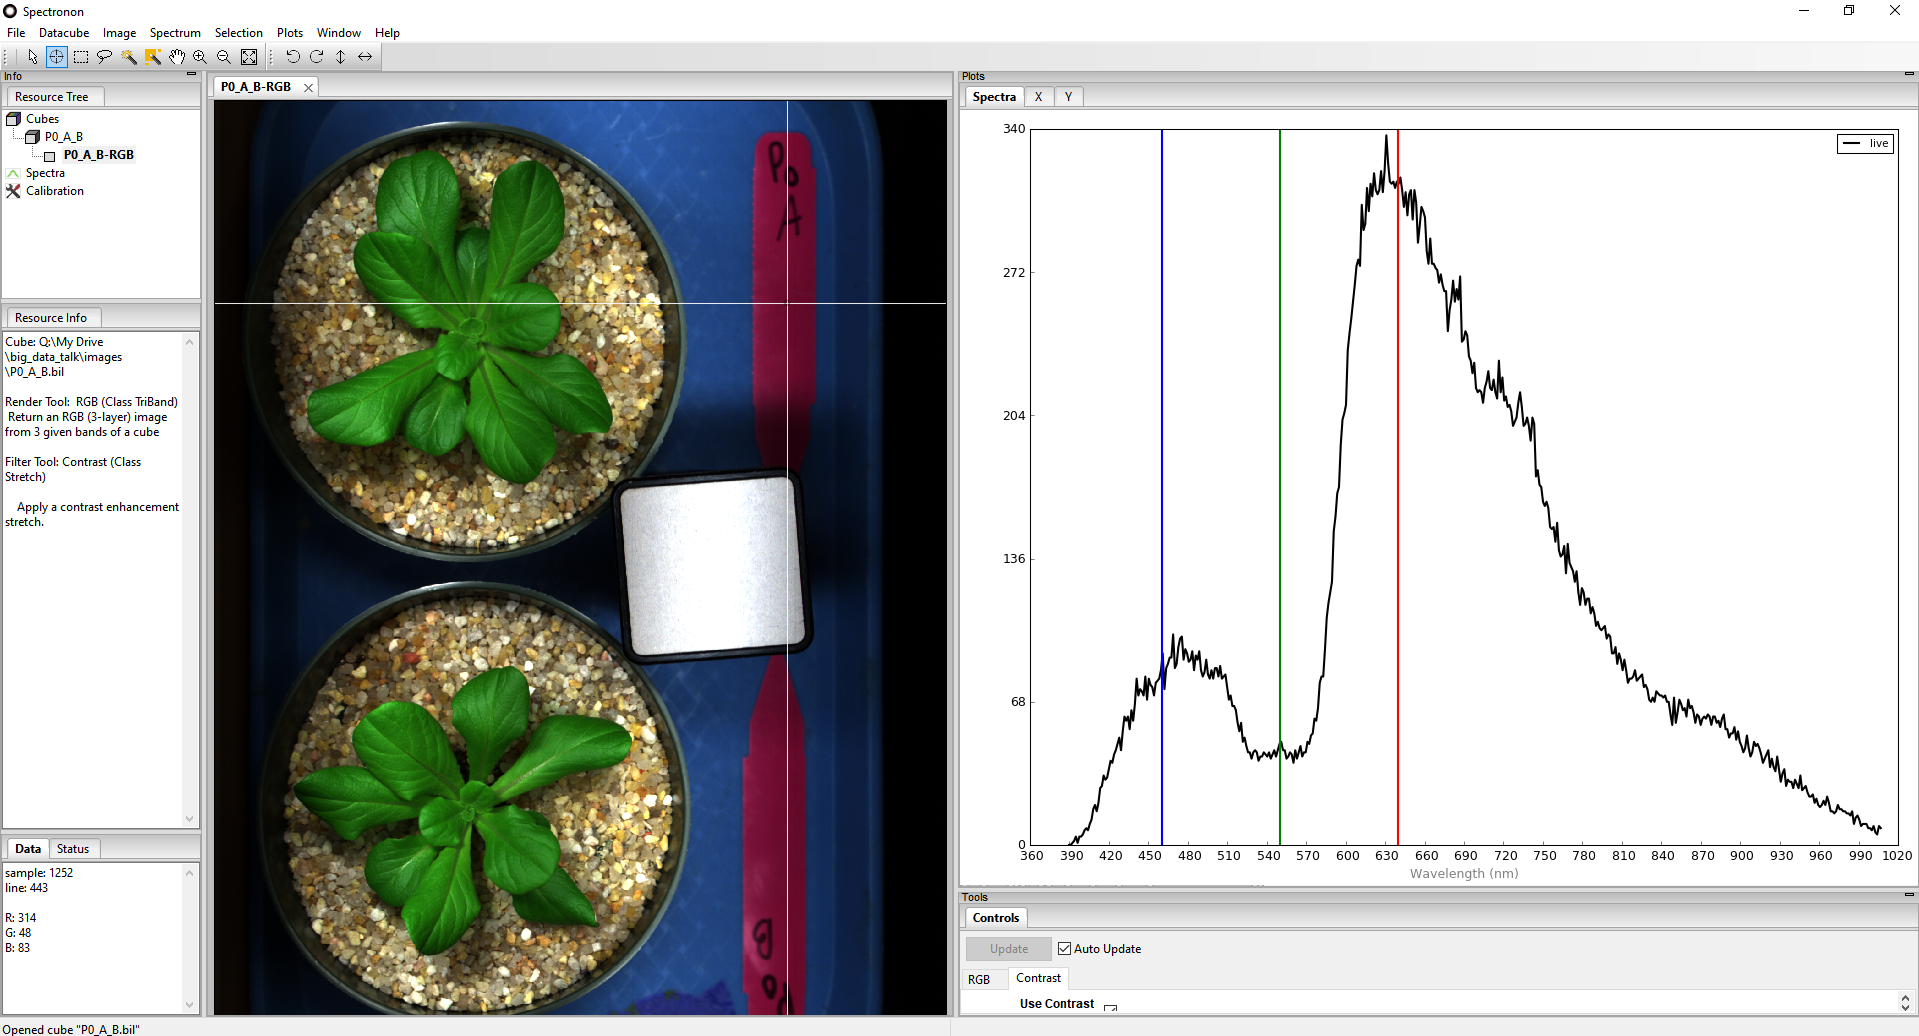 Spectronon
File Datacube Image Spectrum Selection Plots Window Help
Info
Resource Tree
Cubes
P0_A_B
P0_A_B-RGB
Spectra
Calibration
Resource Info
Cube: Q:\My Drive
\big_data_talk\images
\P0_A_B.bil
Render Tool:  RGB (Class TriBand)
Return an RGB (3-layer) image
from 3 given bands of a cube
Filter Tool: Contrast (Class
Stretch)
Apply a contrast enhancement
stretch.
Data Status
sample: 1252
line: 443
R: 314
G: 48
B: 83
Opened cube "P0_A_B.bil"
P0_A_B-RGB
Po
A
B
Po
Plots
Spectra X Y
340
272
204
136
68
0
live
360 390 420 450 480 510 540 570 600 630 660 690 720 750 780 810 840 870 900 930 960 990 1020
Wavelength (nm)
Tools
Controls
Update Auto Update
RGB Contrast
Use Contrast